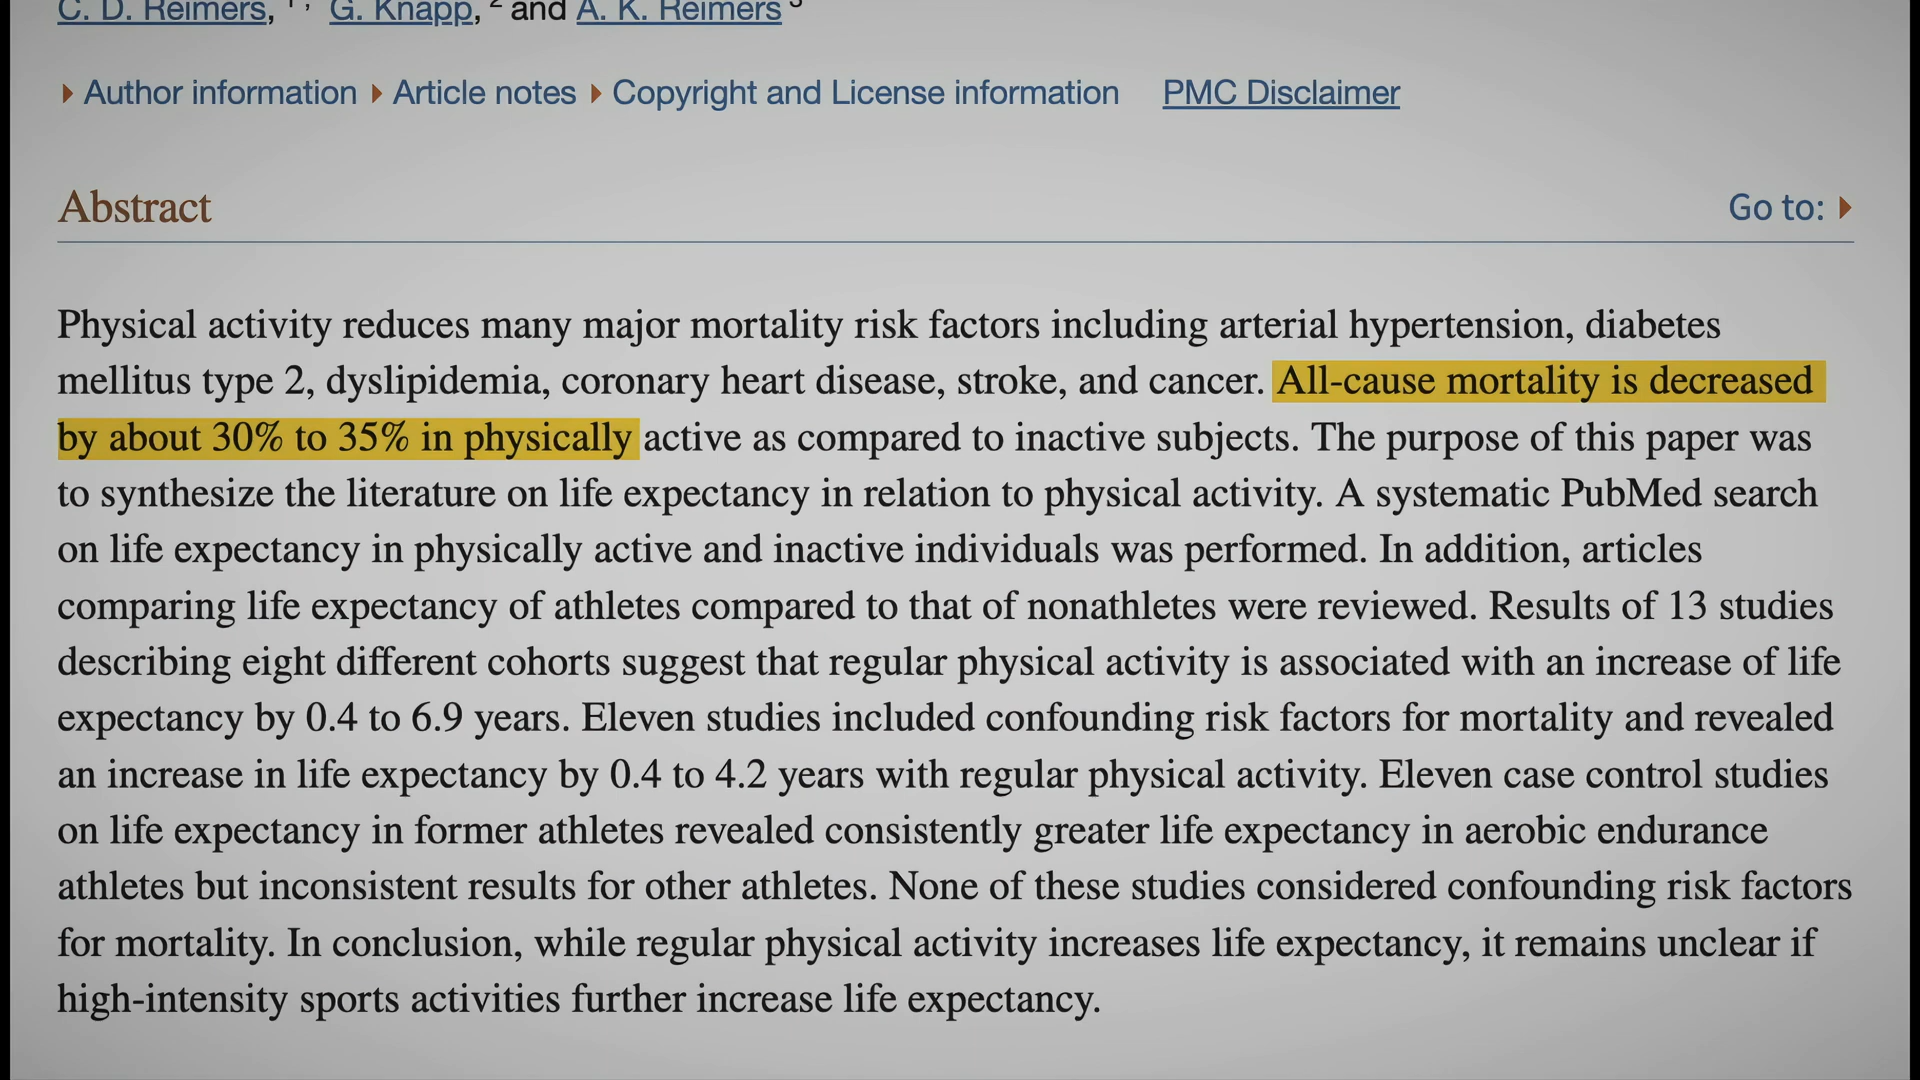 C. D. Reimers, 1, * G. Knapp, 2 and A. K. Reimers 3
Author information Article notes Copyright and License information PMC Disclaimer
Abstract Go to:
Physical activity reduces many major mortality risk factors including arterial hypertension, diabetes
mellitus type 2, dyslipidemia, coronary heart disease, stroke, and cancer. All-cause mortality is decreased
by about 30% to 35% in physically active as compared to inactive subjects. The purpose of this paper was
to synthesize the literature on life expectancy in relation to physical activity. A systematic PubMed search
on life expectancy in physically active and inactive individuals was performed. In addition, articles
comparing life expectancy of athletes compared to that of nonathletes were reviewed. Results of 13 studies
describing eight different cohorts suggest that regular physical activity is associated with an increase of life
expectancy by 0.4 to 6.9 years. Eleven studies included confounding risk factors for mortality and revealed
an increase in life expectancy by 0.4 to 4.2 years with regular physical activity. Eleven case control studies
on life expectancy in former athletes revealed consistently greater life expectancy in aerobic endurance
athletes but inconsistent results for other athletes. None of these studies considered confounding risk factors
for mortality. In conclusion, while regular physical activity increases life expectancy, it remains unclear if
high-intensity sports activities further increase life expectancy.